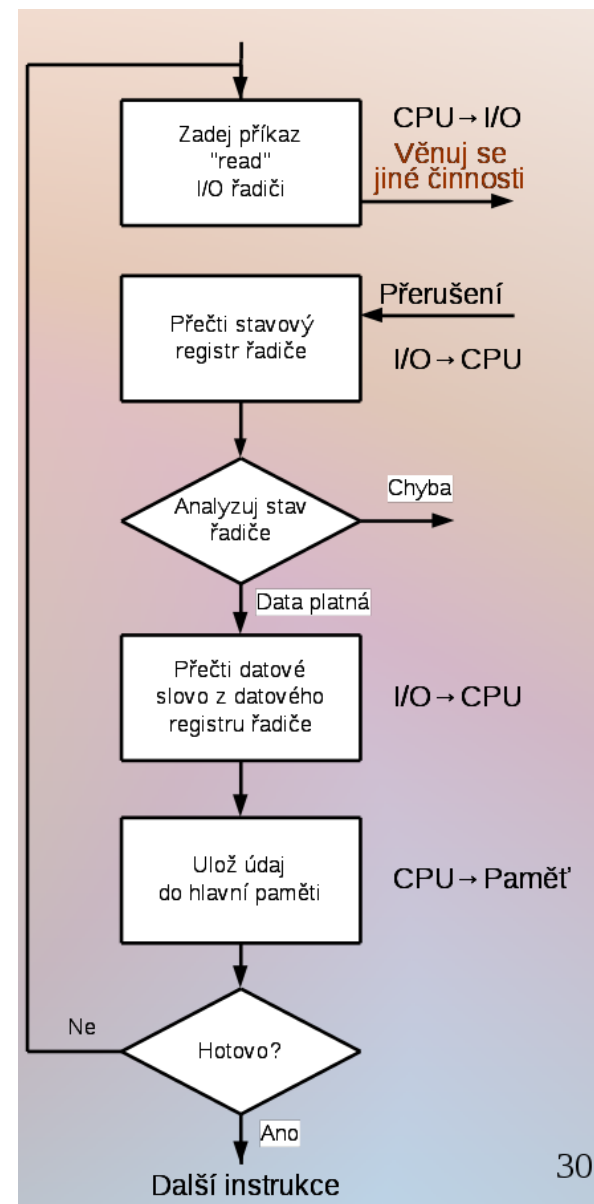 Zadej příkaz
"read"
I/O řadiči
CPU→I/O
Věnuj se
jiné činnosti
Přečti stavový
registr řadiče
Přerušení
I/O→CPU
Analyzuj stav
řadiče
Chyba
Data platná
Přečti datové
slovo z datového
registru řadiče
I/O→CPU
Ulož údaj
do hlavní paměti
CPU→Paměť
Ne
Hotovo?
Ano
Další instrukce
30